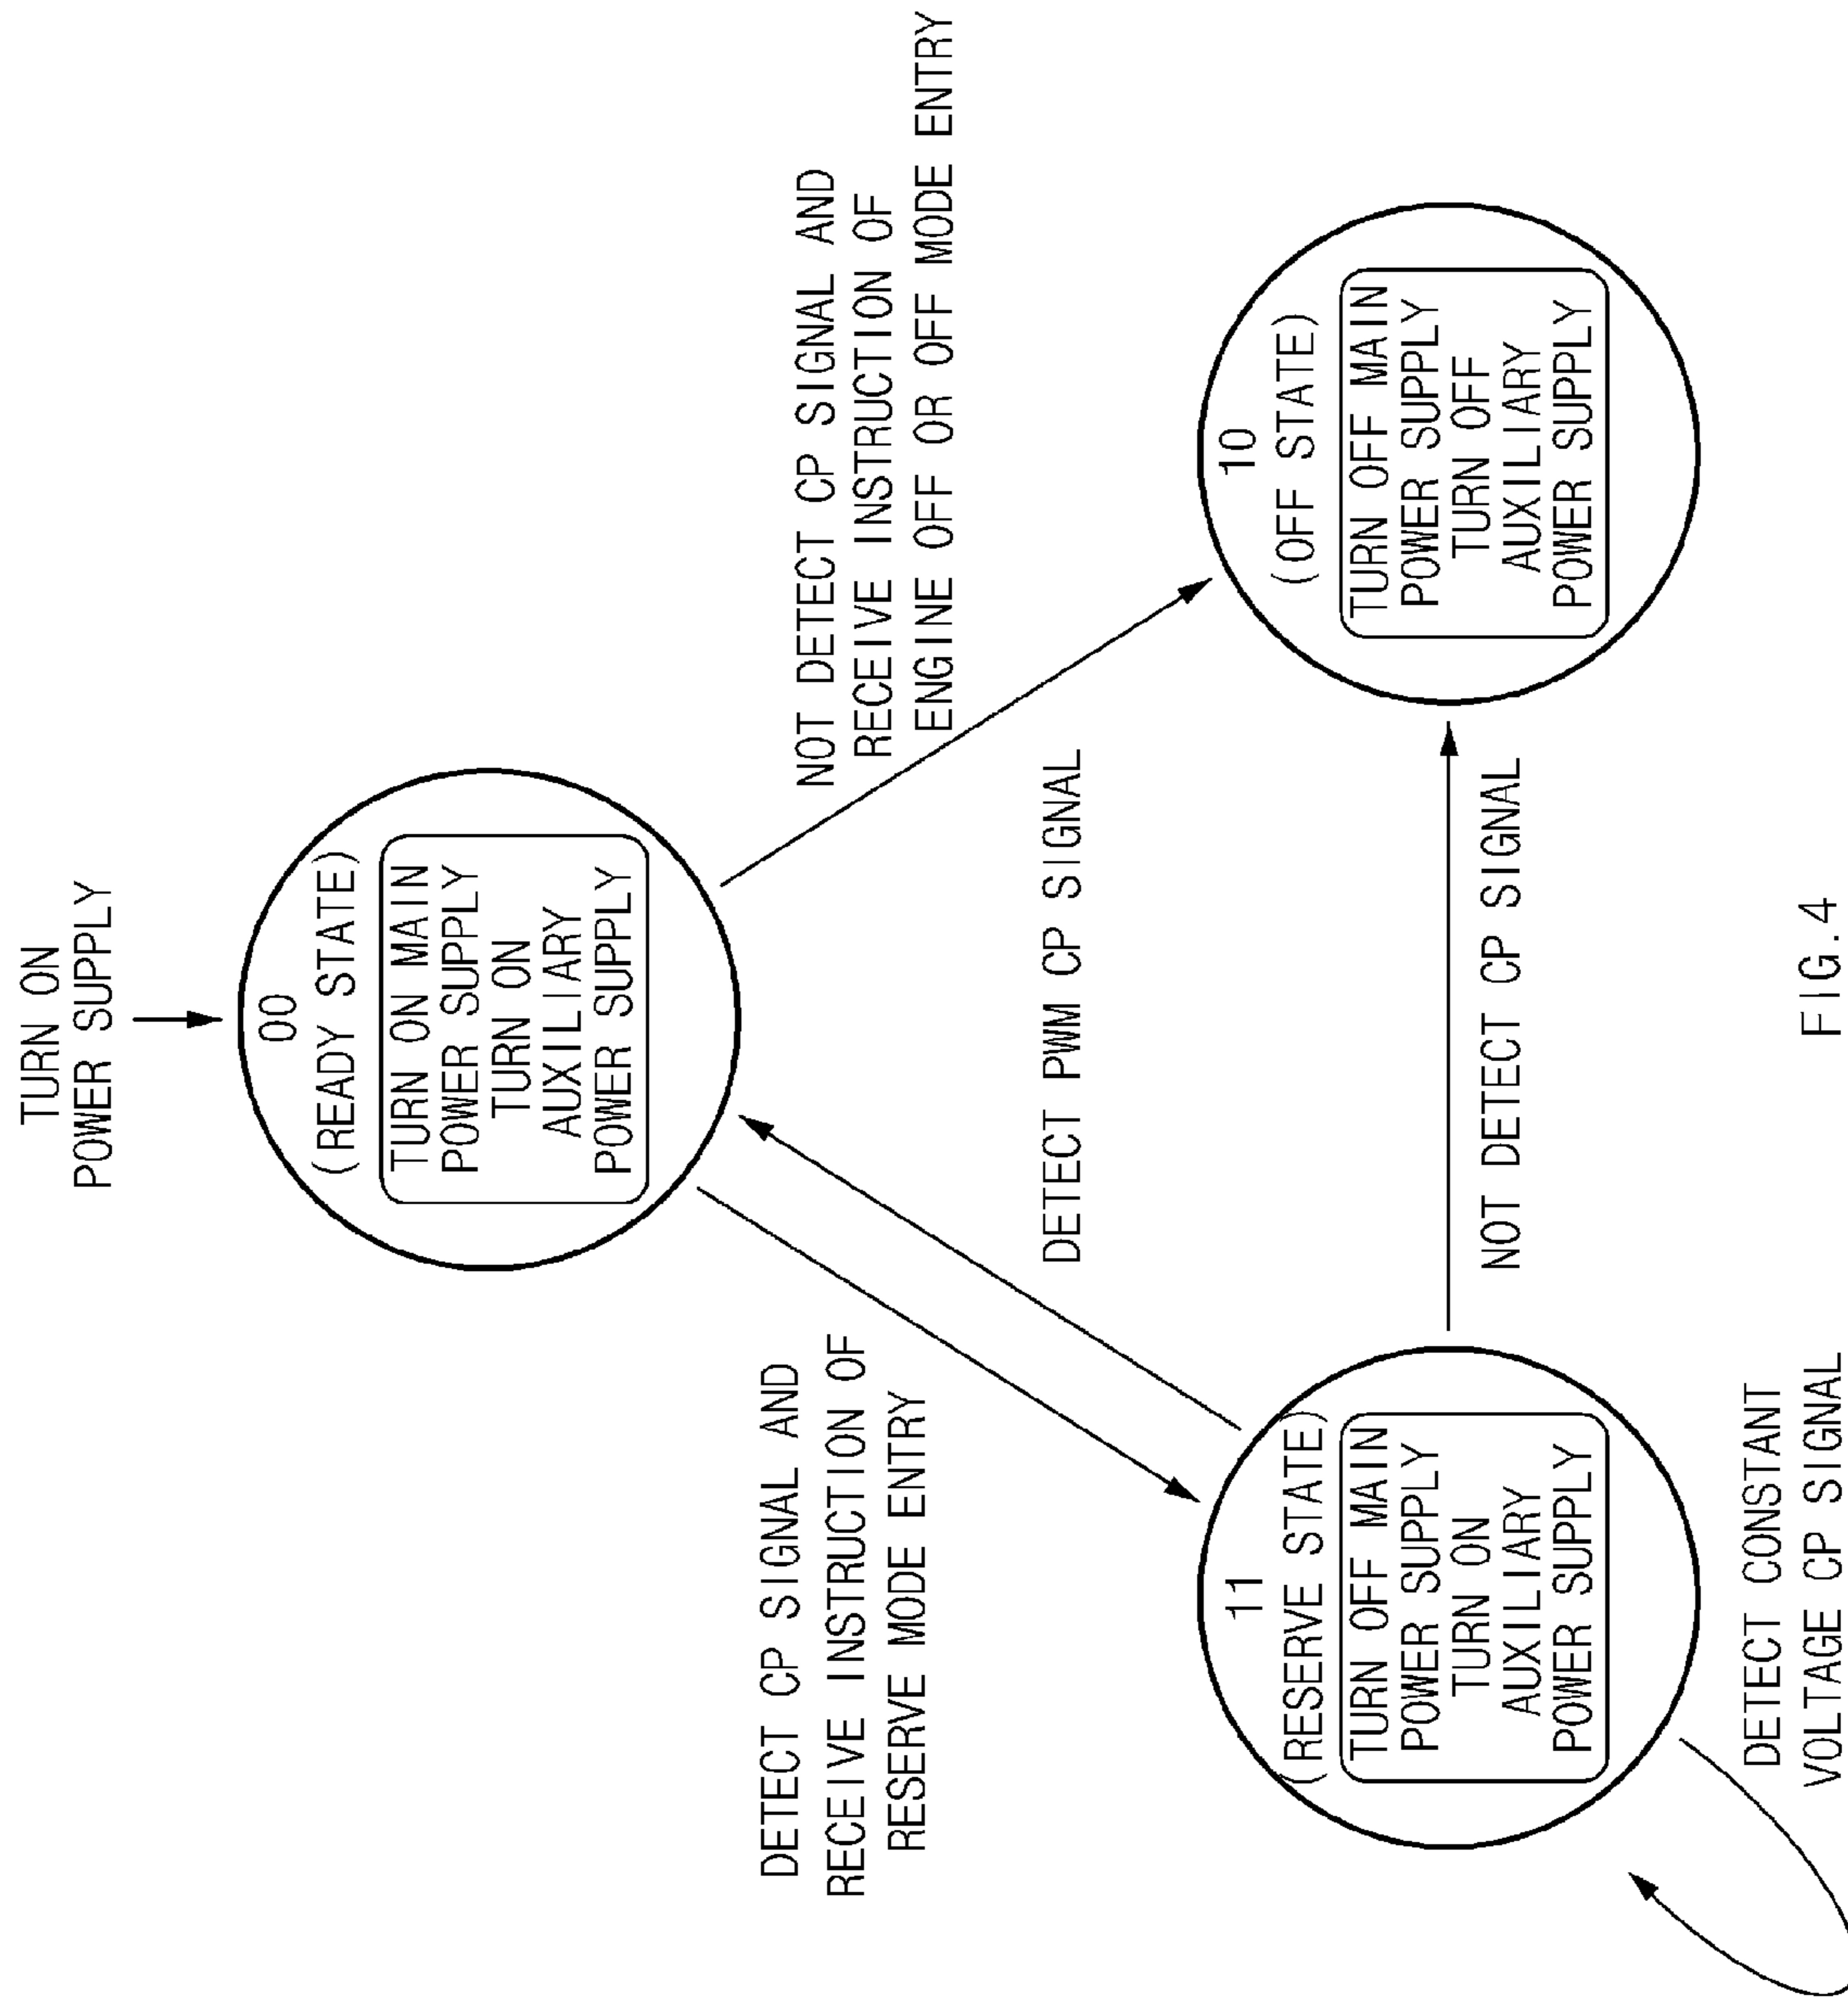 TURN ON
POWER SUPPLY
00
(READY STATE)
TURN ON MAIN
POWER SUPPLY
TURN ON
AUXILIARY
POWER SUPPLY
DETECT CP SIGNAL AND
RECEIVE INSTRUCTION OF
RESERVE MODE ENTRY
NOT DETECT CP SIGNAL AND
RECEIVE INSTRUCTION OF
ENGINE OFF OR OFF MODE ENTRY
DETECT PWM CP SIGNAL
11
(RESERVE STATE)
TURN OFF MAIN
POWER SUPPLY
TURN ON
AUXILIARY
POWER SUPPLY
NOT DETECT CP SIGNAL
10
(OFF STATE)
TURN OFF MAIN
POWER SUPPLY
TURN OFF
AUXILIARY
POWER SUPPLY
DETECT CONSTANT
VOLTAGE CP SIGNAL
FIG.4